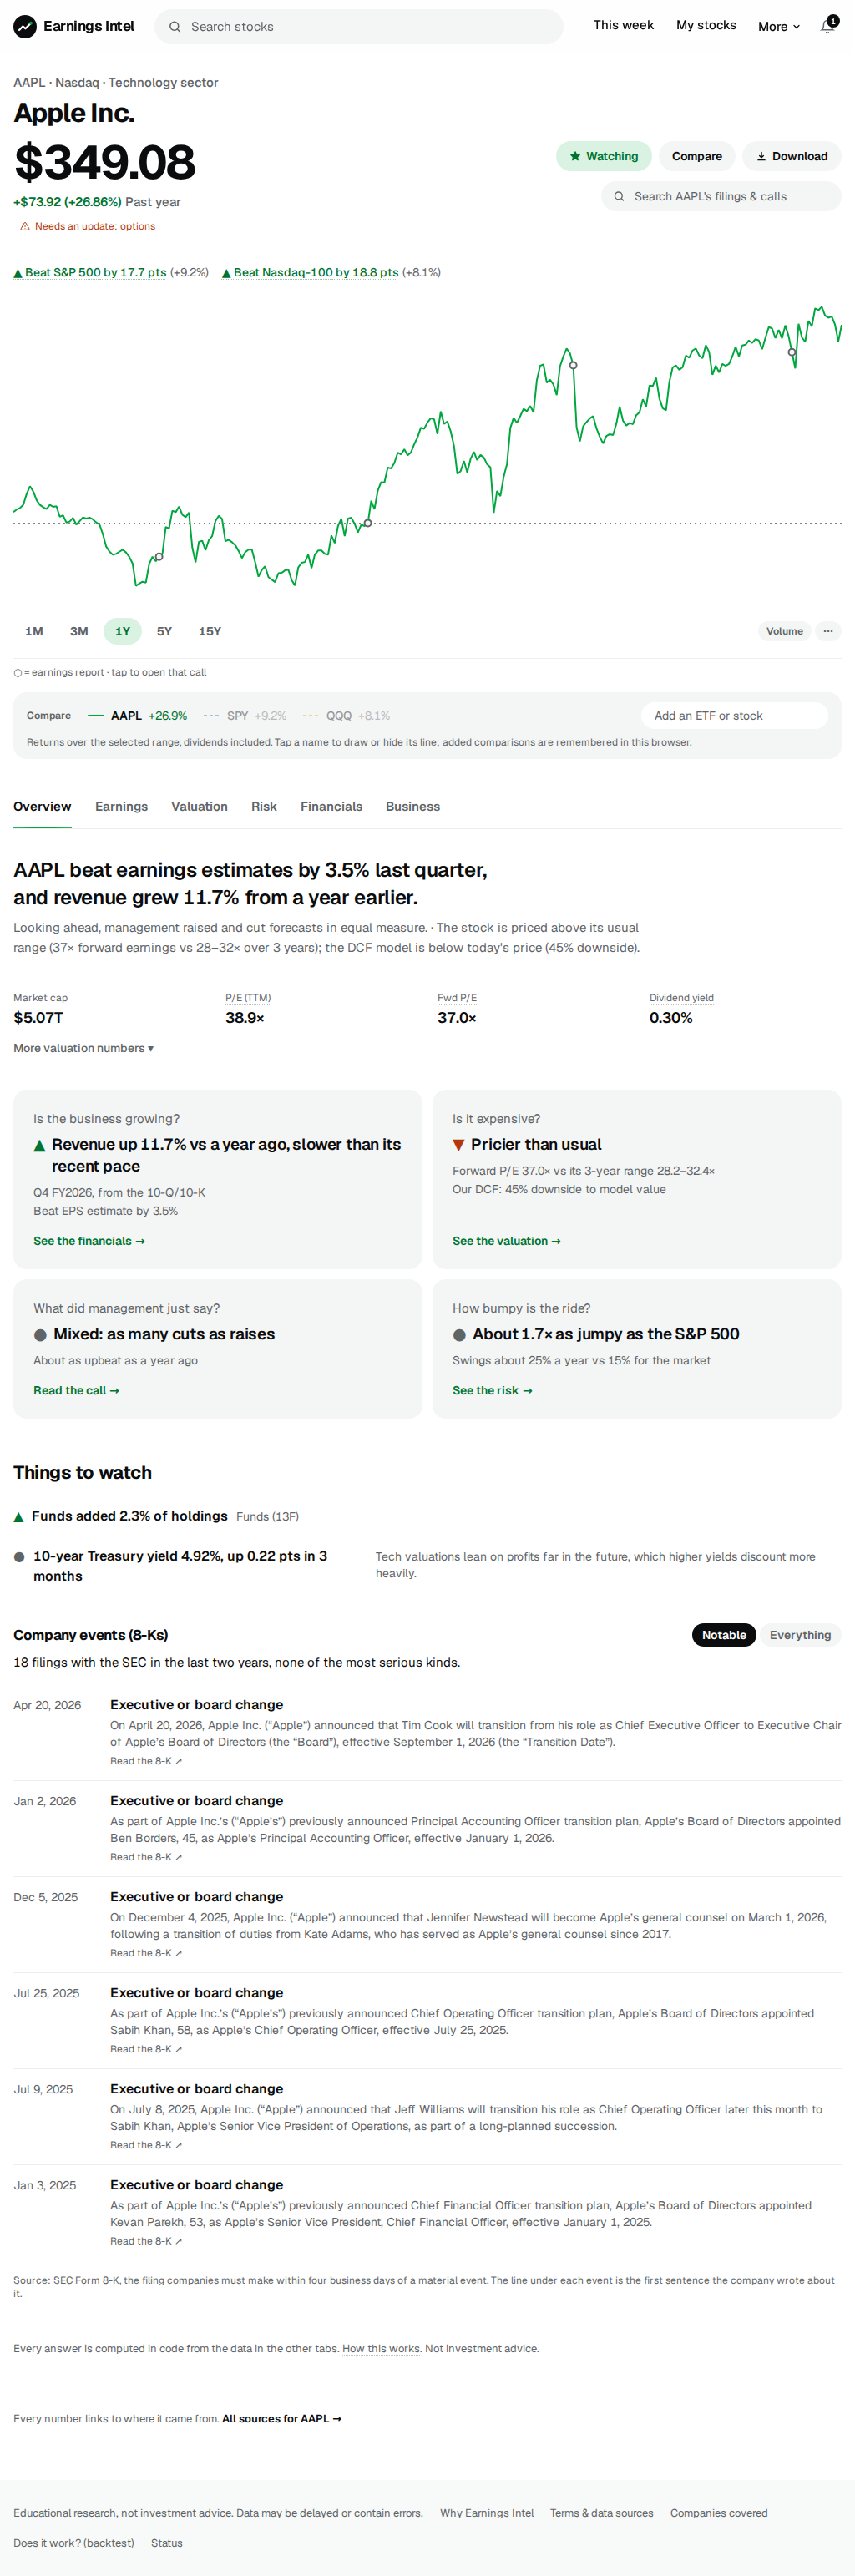 Earnings Intel
Search stocks
This week
My stocks
More
1
AAPL · Nasdaq · Technology sector
Apple Inc.
$349.08
Watching
Compare
Download
+$73.92 (+26.86%) Past year
Search AAPL's filings & calls
Needs an update: options
▲ Beat S&P 500 by 17.7 pts (+9.2%) ▲ Beat Nasdaq-100 by 18.8 pts (+8.1%)
1M 3M 1Y 5Y 15Y
Volume ···
○ = earnings report · tap to open that call
Compare AAPL +26.9% SPY +9.2% QQQ +8.1%
Add an ETF or stock
Returns over the selected range, dividends included. Tap a name to draw or hide its line; added comparisons are remembered in this browser.
Overview Earnings Valuation Risk Financials Business
AAPL beat earnings estimates by 3.5% last quarter,
and revenue grew 11.7% from a year earlier.
Looking ahead, management raised and cut forecasts in equal measure. · The stock is priced above its usual
range (37× forward earnings vs 28–32× over 3 years); the DCF model is below today's price (45% downside).
Market cap P/E (TTM) Fwd P/E Dividend yield
$5.07T 38.9× 37.0× 0.30%
More valuation numbers ▾
Is the business growing?
▲ Revenue up 11.7% vs a year ago, slower than its
recent pace
Q4 FY2026, from the 10-Q/10-K
Beat EPS estimate by 3.5%
See the financials →
Is it expensive?
▼ Pricier than usual
Forward P/E 37.0× vs its 3-year range 28.2–32.4×
Our DCF: 45% downside to model value
See the valuation →
What did management just say?
● Mixed: as many cuts as raises
About as upbeat as a year ago
Read the call →
How bumpy is the ride?
● About 1.7× as jumpy as the S&P 500
Swings about 25% a year vs 15% for the market
See the risk →
Things to watch
▲ Funds added 2.3% of holdings Funds (13F)
● 10-year Treasury yield 4.92%, up 0.22 pts in 3
months
Tech valuations lean on profits far in the future, which higher yields discount more
heavily.
Company events (8-Ks)
Notable Everything
18 filings with the SEC in the last two years, none of the most serious kinds.
Apr 20, 2026
Executive or board change
On April 20, 2026, Apple Inc. (“Apple”) announced that Tim Cook will transition from his role as Chief Executive Officer to Executive Chair
of Apple's Board of Directors (the “Board”), effective September 1, 2026 (the “Transition Date”).
Read the 8-K ↗
Jan 2, 2026
Executive or board change
As part of Apple Inc.'s (“Apple's”) previously announced Principal Accounting Officer transition plan, Apple's Board of Directors appointed
Ben Borders, 45, as Apple's Principal Accounting Officer, effective January 1, 2026.
Read the 8-K ↗
Dec 5, 2025
Executive or board change
On December 4, 2025, Apple Inc. (“Apple”) announced that Jennifer Newstead will become Apple's general counsel on March 1, 2026,
following a transition of duties from Kate Adams, who has served as Apple's general counsel since 2017.
Read the 8-K ↗
Jul 25, 2025
Executive or board change
As part of Apple Inc.'s (“Apple's”) previously announced Chief Operating Officer transition plan, Apple's Board of Directors appointed
Sabih Khan, 58, as Apple's Chief Operating Officer, effective July 25, 2025.
Read the 8-K ↗
Jul 9, 2025
Executive or board change
On July 8, 2025, Apple Inc. (“Apple”) announced that Jeff Williams will transition his role as Chief Operating Officer later this month to
Sabih Khan, Apple's Senior Vice President of Operations, as part of a long-planned succession.
Read the 8-K ↗
Jan 3, 2025
Executive or board change
As part of Apple Inc.'s (“Apple's”) previously announced Chief Financial Officer transition plan, Apple's Board of Directors appointed
Kevan Parekh, 53, as Apple's Senior Vice President, Chief Financial Officer, effective January 1, 2025.
Read the 8-K ↗
Source: SEC Form 8-K, the filing companies must make within four business days of a material event. The line under each event is the first sentence the company wrote about
it.
Every answer is computed in code from the data in the other tabs. How this works. Not investment advice.
Every number links to where it came from. All sources for AAPL →
Educational research, not investment advice. Data may be delayed or contain errors. Why Earnings Intel Terms & data sources Companies covered
Does it work? (backtest) Status